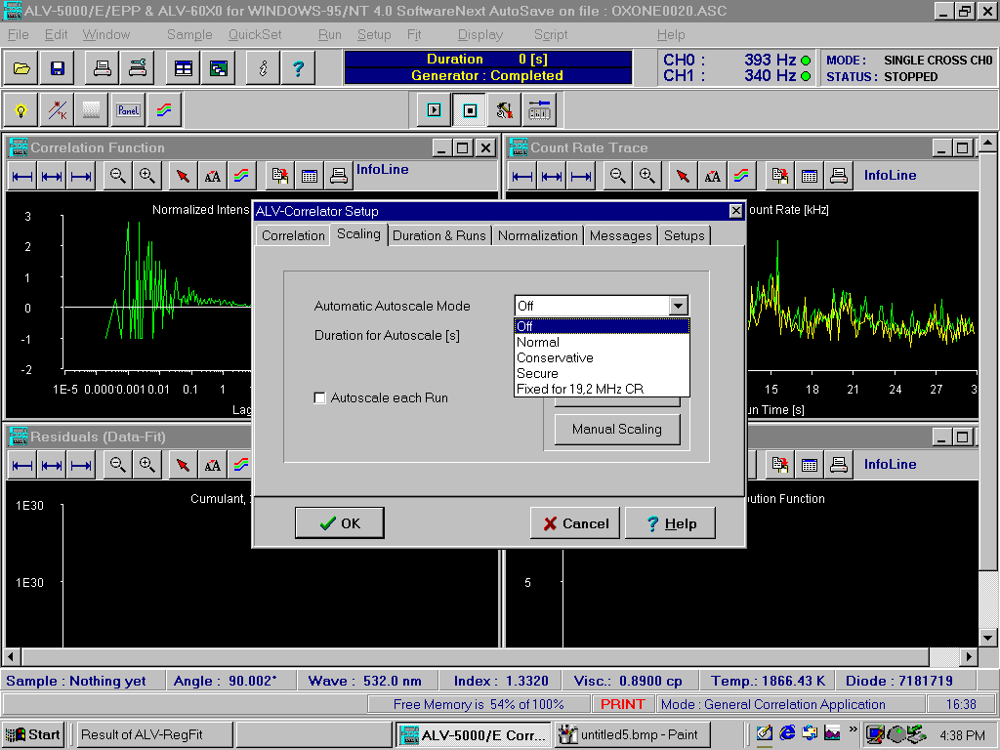 ALV-5000/E/EPP & ALV-60X0 for WINDOWS-95/NT 4.0 SoftwareNext AutoSave on file : OXONE0020.ASC
File Edit Window Sample QuickSet Run Setup Fit Display Script Help
Duration 0 [s]
Generator : Completed
CH0 : 393 Hz
CH1 : 340 Hz
MODE : SINGLE CROSS CH0
STATUS : STOPPED
Panel
Correlation Function
InfoLine
Normalized Intens
3
2
1
0
-1
-2
1E-5 0.0001 0.001 0.01 0.1 1
Lag
Count Rate Trace
InfoLine
ount Rate [kHz]
15 18 21 24 27 3
un Time [s]
ALV-Correlator Setup
Correlation Scaling Duration & Runs Normalization Messages Setups
Automatic Autoscale Mode Off
Off
Normal
Conservative
Secure
Fixed for 19,2 MHz CR
Duration for Autoscale [s]
Autoscale each Run
Manual Scaling
OK Cancel Help
Residuals (Data-Fit)
Cumulant,
1E30
1E30
InfoLine
ution Function
5
Sample : Nothing yet Angle : 90.002° Wave : 532.0 nm Index : 1.3320 Visc.: 0.8900 cp Temp.: 1866.43 K Diode : 7181719
Free Memory is 54% of 100% PRINT Mode : General Correlation Application 16:38
Start Result of ALV-RegFit ALV-5000/E Corr... untitled5.bmp - Paint » 4:38 PM